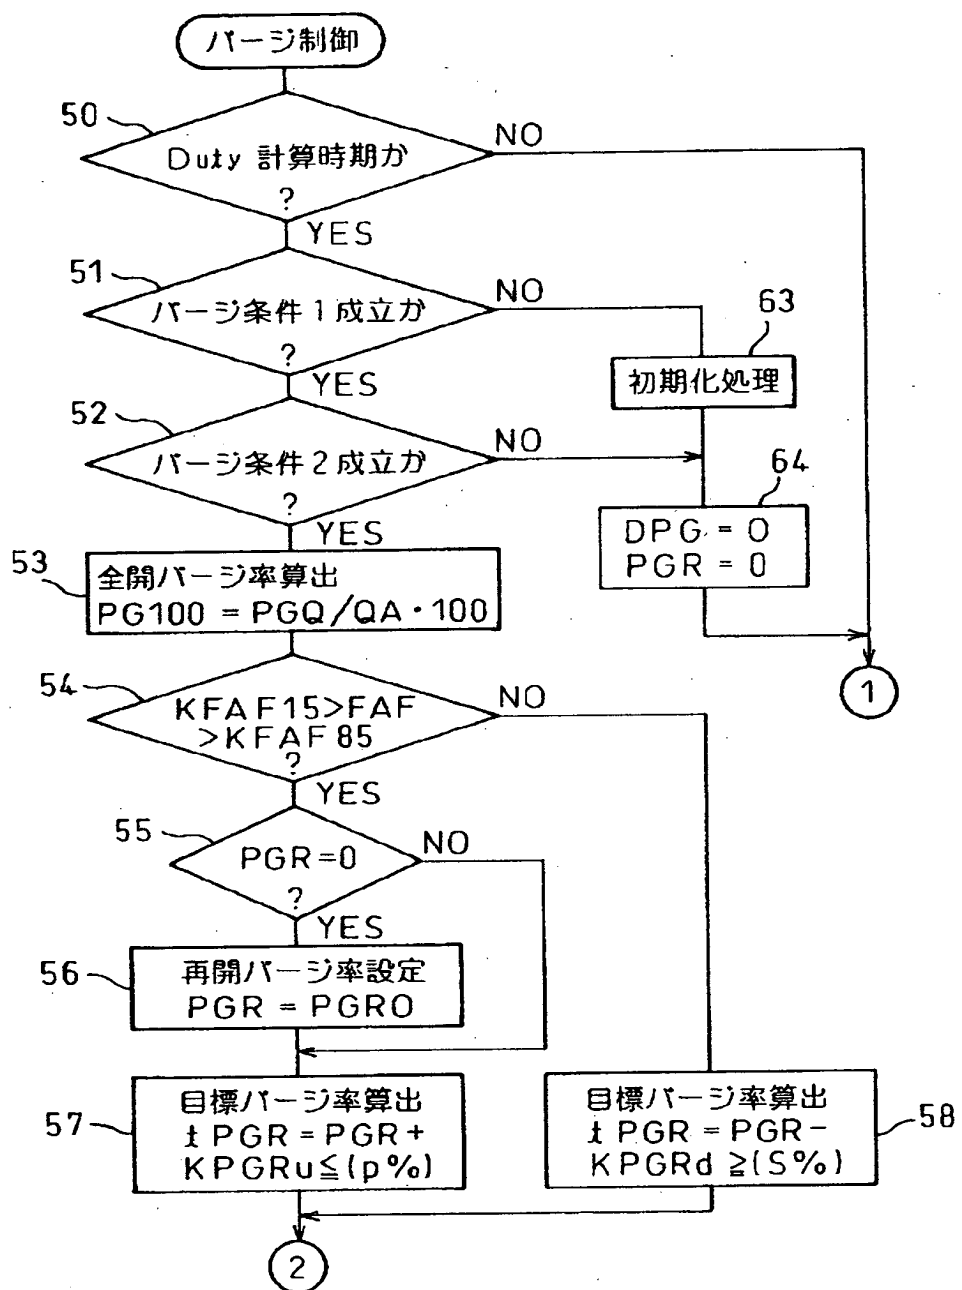 パージ制御
50
Duty 計算時期か
?
NO
YES
51
パージ条件1成立か
?
NO
YES
63
初期化処理
52
パージ条件2成立か
?
NO
YES
64
DPG = 0
PGR = 0
53
全開パージ率算出
PG100 = PGQ/QA・100
1
54
KFAF15>FAF
>KFAF85
?
NO
YES
55
PGR=0
?
NO
YES
56
再開パージ率設定
PGR = PGR0
57
目標パージ率算出
t PGR = PGR+
KPGRu≦(p%)
58
目標パージ率算出
t PGR = PGR-
KPGRd≧(S%)
2